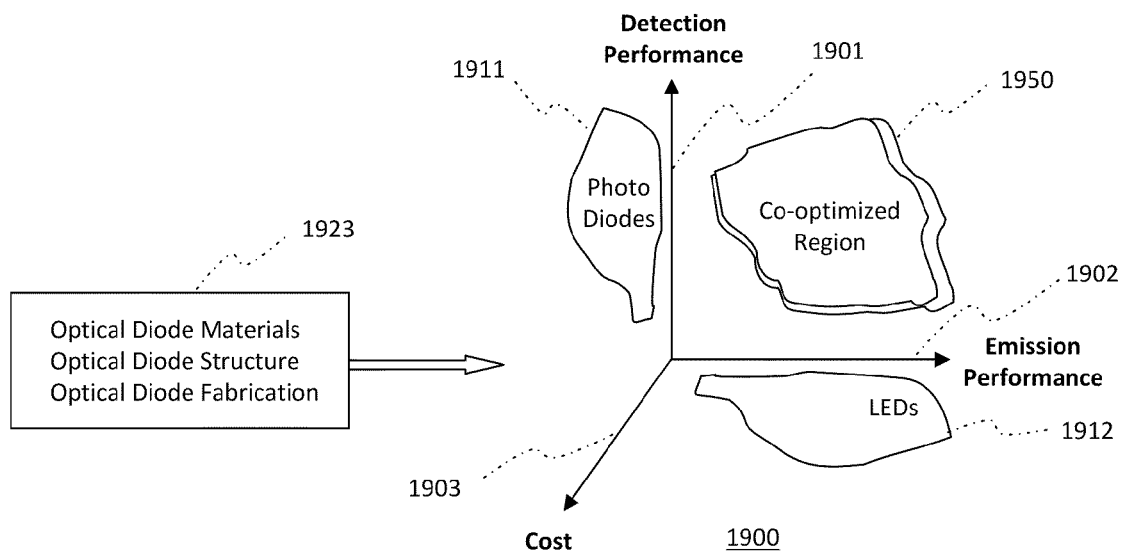 Detection
Performance
1901
1911
1950
Photo
Diodes
Co-optimized
Region
1923
1902
Optical Diode Materials
Optical Diode Structure
Optical Diode Fabrication
Emission
Performance
LEDs
1912
1903
Cost
1900